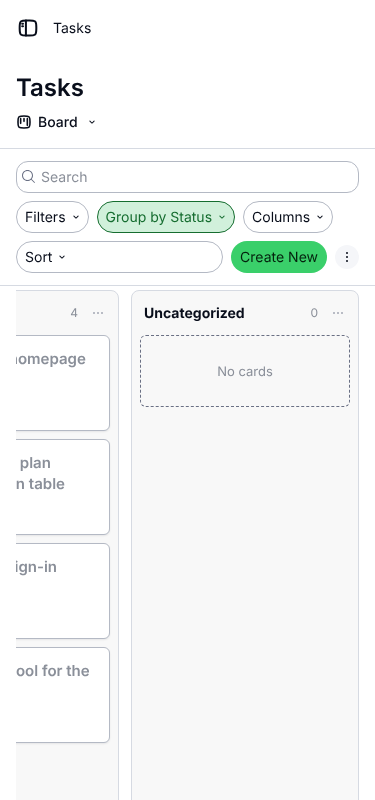 Tasks
Tasks
Board
Search
Filters
Group by Status
Columns
Sort
Create New
4
omepage
plan
n table
ign-in
ool for the
Uncategorized
0
No cards